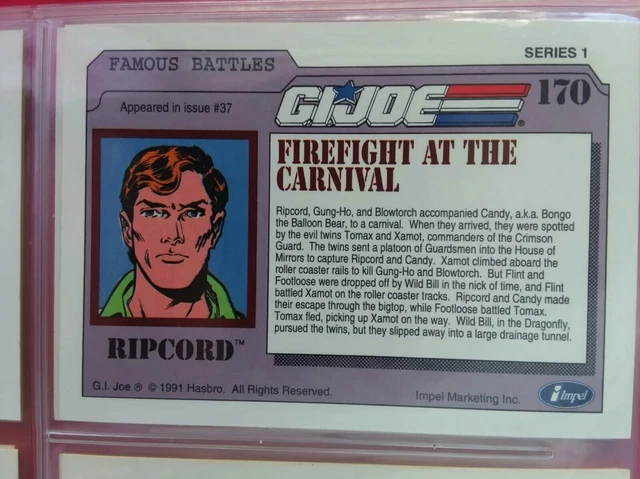 SERIES 1
FAMOUS BATTLES
G.I. JOE ®
170
Appeared in issue #37
FIREFIGHT AT THE
CARNIVAL
Ripcord, Gung-Ho, and Blowtorch accompanied Candy, a.k.a. Bongo
the Balloon Bear, to a carnival. When they arrived, they were spotted
by the evil twins Tomax and Xamot, commanders of the Crimson
Guard. The twins sent a platoon of Guardsmen into the House of
Mirrors to capture Ripcord and Candy. Xamot climbed aboard the
roller coaster rails to kill Gung-Ho and Blowtorch. But Flint and
Footloose were dropped off by Wild Bill in the nick of time, and Flint
battled Xamot on the roller coaster tracks. Ripcord and Candy made
their escape through the bigtop, while Footloose battled Tomax.
Tomax fled, picking up Xamot on the way. Wild Bill, in the Dragonfly,
pursued the twins, but they slipped away into a large drainage tunnel.
RIPCORD™
G.I. Joe ® © 1991 Hasbro. All Rights Reserved.
Impel Marketing Inc.
Impel